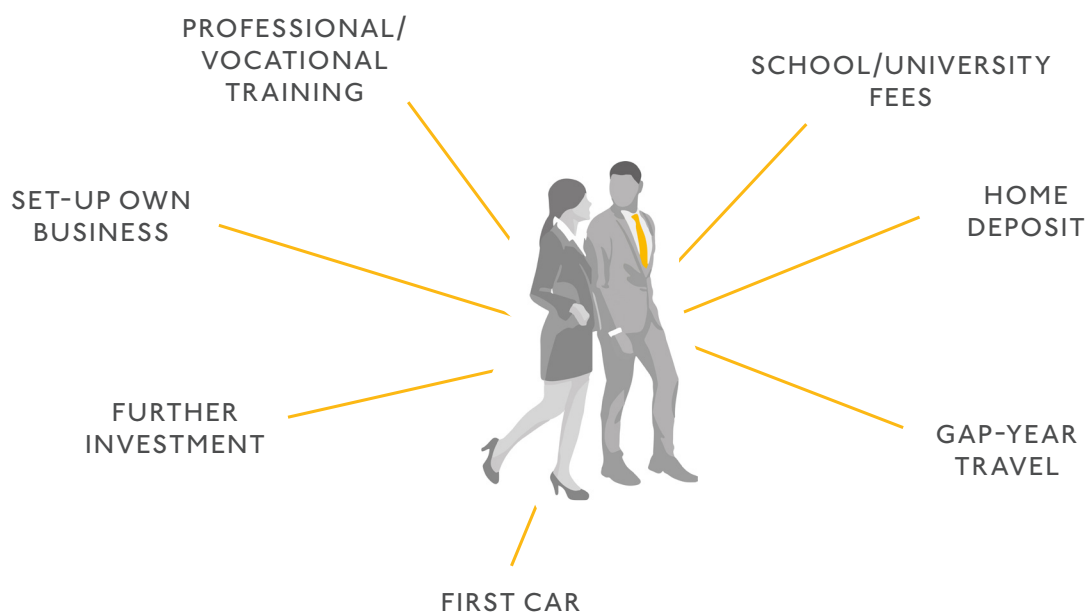 PROFESSIONAL/
VOCATIONAL
TRAINING
SCHOOL/UNIVERSITY
FEES
SET-UP OWN
BUSINESS
HOME
DEPOSIT
FURTHER
INVESTMENT
GAP-YEAR
TRAVEL
FIRST CAR